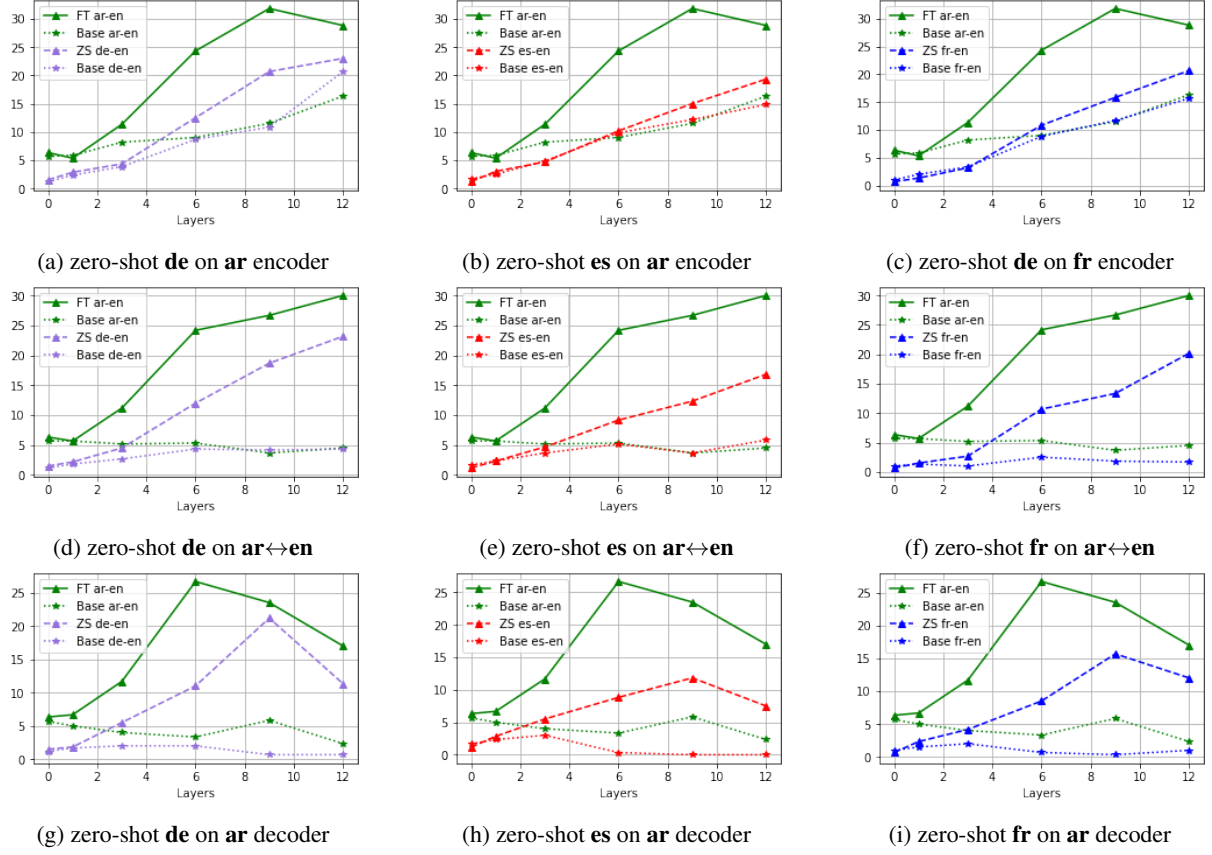 FT ar-en
Base ar-en
ZS de-en
Base de-en
30
25
20
15
10
5
0
0 2 4 6 8 10 12
Layers
(a) zero-shot de on ar encoder
FT ar-en
Base ar-en
ZS es-en
Base es-en
30
25
20
15
10
5
0
0 2 4 6 8 10 12
Layers
(b) zero-shot es on ar encoder
FT ar-en
Base ar-en
ZS fr-en
Base fr-en
30
25
20
15
10
5
0
0 2 4 6 8 10 12
Layers
(c) zero-shot de on fr encoder
FT ar-en
Base ar-en
ZS de-en
Base de-en
30
25
20
15
10
5
0
0 2 4 6 8 10 12
Layers
(d) zero-shot de on ar↔en
FT ar-en
Base ar-en
ZS es-en
Base es-en
30
25
20
15
10
5
0
0 2 4 6 8 10 12
Layers
(e) zero-shot es on ar↔en
FT ar-en
Base ar-en
ZS fr-en
Base fr-en
30
25
20
15
10
5
0
0 2 4 6 8 10 12
Layers
(f) zero-shot fr on ar↔en
FT ar-en
Base ar-en
ZS de-en
Base de-en
25
20
15
10
5
0
0 2 4 6 8 10 12
Layers
(g) zero-shot de on ar decoder
FT ar-en
Base ar-en
ZS es-en
Base es-en
25
20
15
10
5
0
0 2 4 6 8 10 12
Layers
(h) zero-shot es on ar decoder
FT ar-en
Base ar-en
ZS fr-en
Base fr-en
25
20
15
10
5
0
0 2 4 6 8 10 12
Layers
(i) zero-shot fr on ar decoder